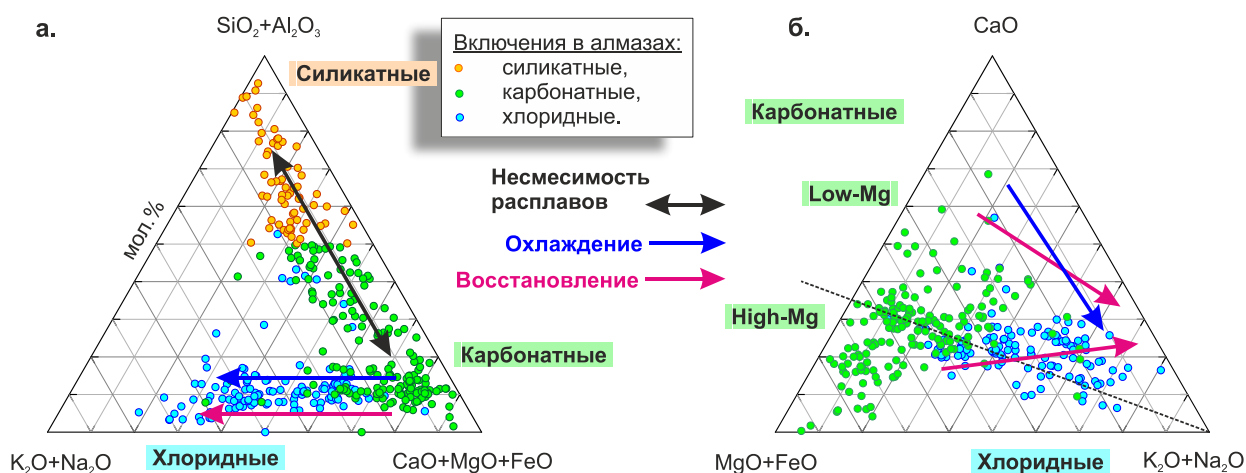 а.
SiO₂+Al₂O₃
Силикатные
мол. %
K₂O+Na₂O
Хлоридные
CaO+MgO+FeO
Карбонатные
Включения в алмазах:
силикатные,
карбонатные,
хлоридные.
Несмесимость
расплавов
Охлаждение
Восстановление
б.
CaO
Карбонатные
Low-Mg
High-Mg
MgO+FeO
Хлоридные
K₂O+Na₂O